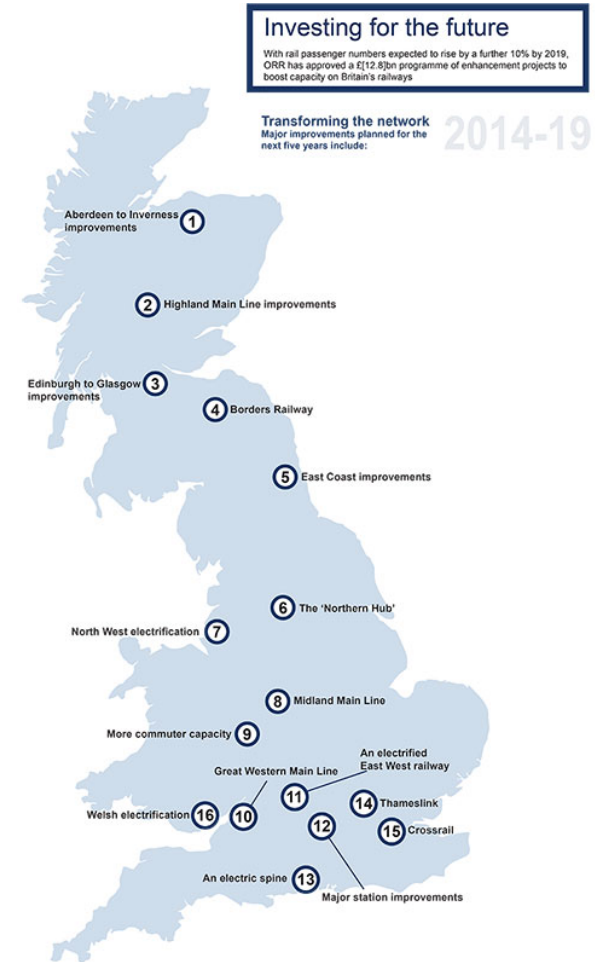 Investing for the future
With rail passenger numbers expected to rise by a further 10% by 2019,
ORR has approved a £[12.8]bn programme of enhancement projects to
boost capacity on Britain's railways
Transforming the network
Major improvements planned for the
next five years include:
2014-19
Aberdeen to Inverness
improvements
1
2 Highland Main Line improvements
Edinburgh to Glasgow
improvements
3
4 Borders Railway
5 East Coast improvements
6 The 'Northern Hub'
North West electrification 7
8 Midland Main Line
More commuter capacity 9
An electrified
East West railway
Great Western Main Line
11
14 Thameslink
Welsh electrification 16
10
12
15 Crossrail
An electric spine 13
Major station improvements